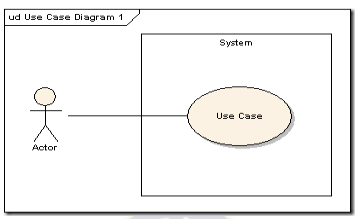 ud Use Case Diagram 1
System
Use Case
Actor